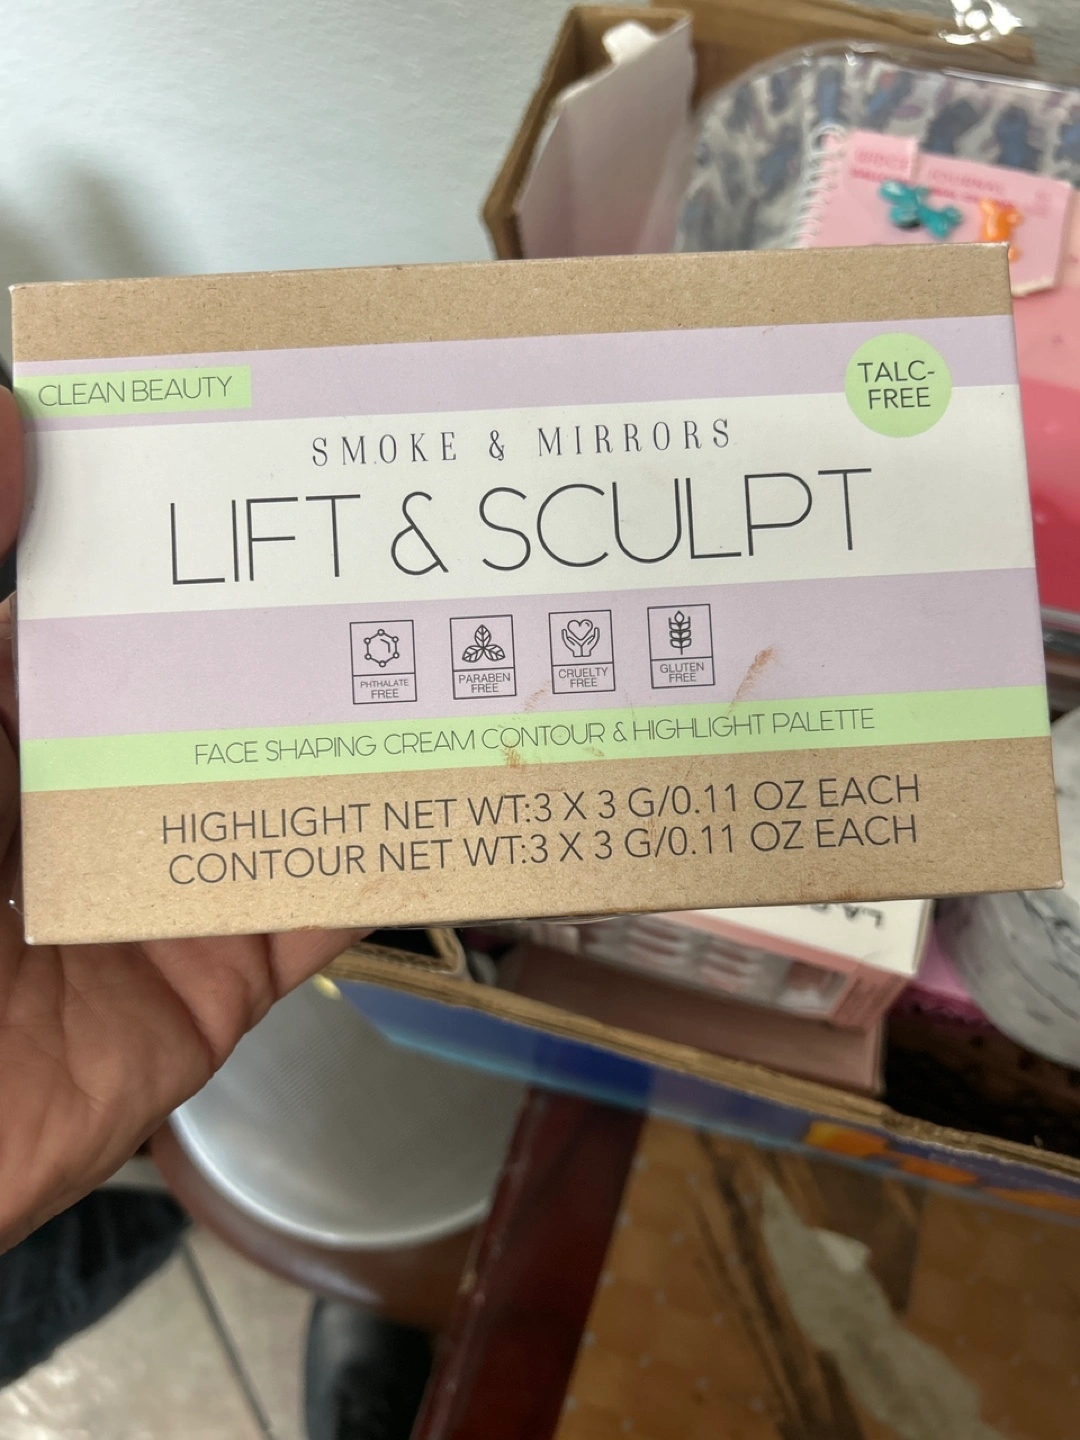 CLEAN BEAUTY
TALC-
FREE
SMOKE & MIRRORS
LIFT & SCULPT
PHTHALATE
FREE
PARABEN
FREE
CRUELTY
FREE
GLUTEN
FREE
FACE SHAPING CREAM CONTOUR & HIGHLIGHT PALETTE
HIGHLIGHT NET WT:3 X 3 G/0.11 OZ EACH
CONTOUR NET WT:3 X 3 G/0.11 OZ EACH
JOURNAL